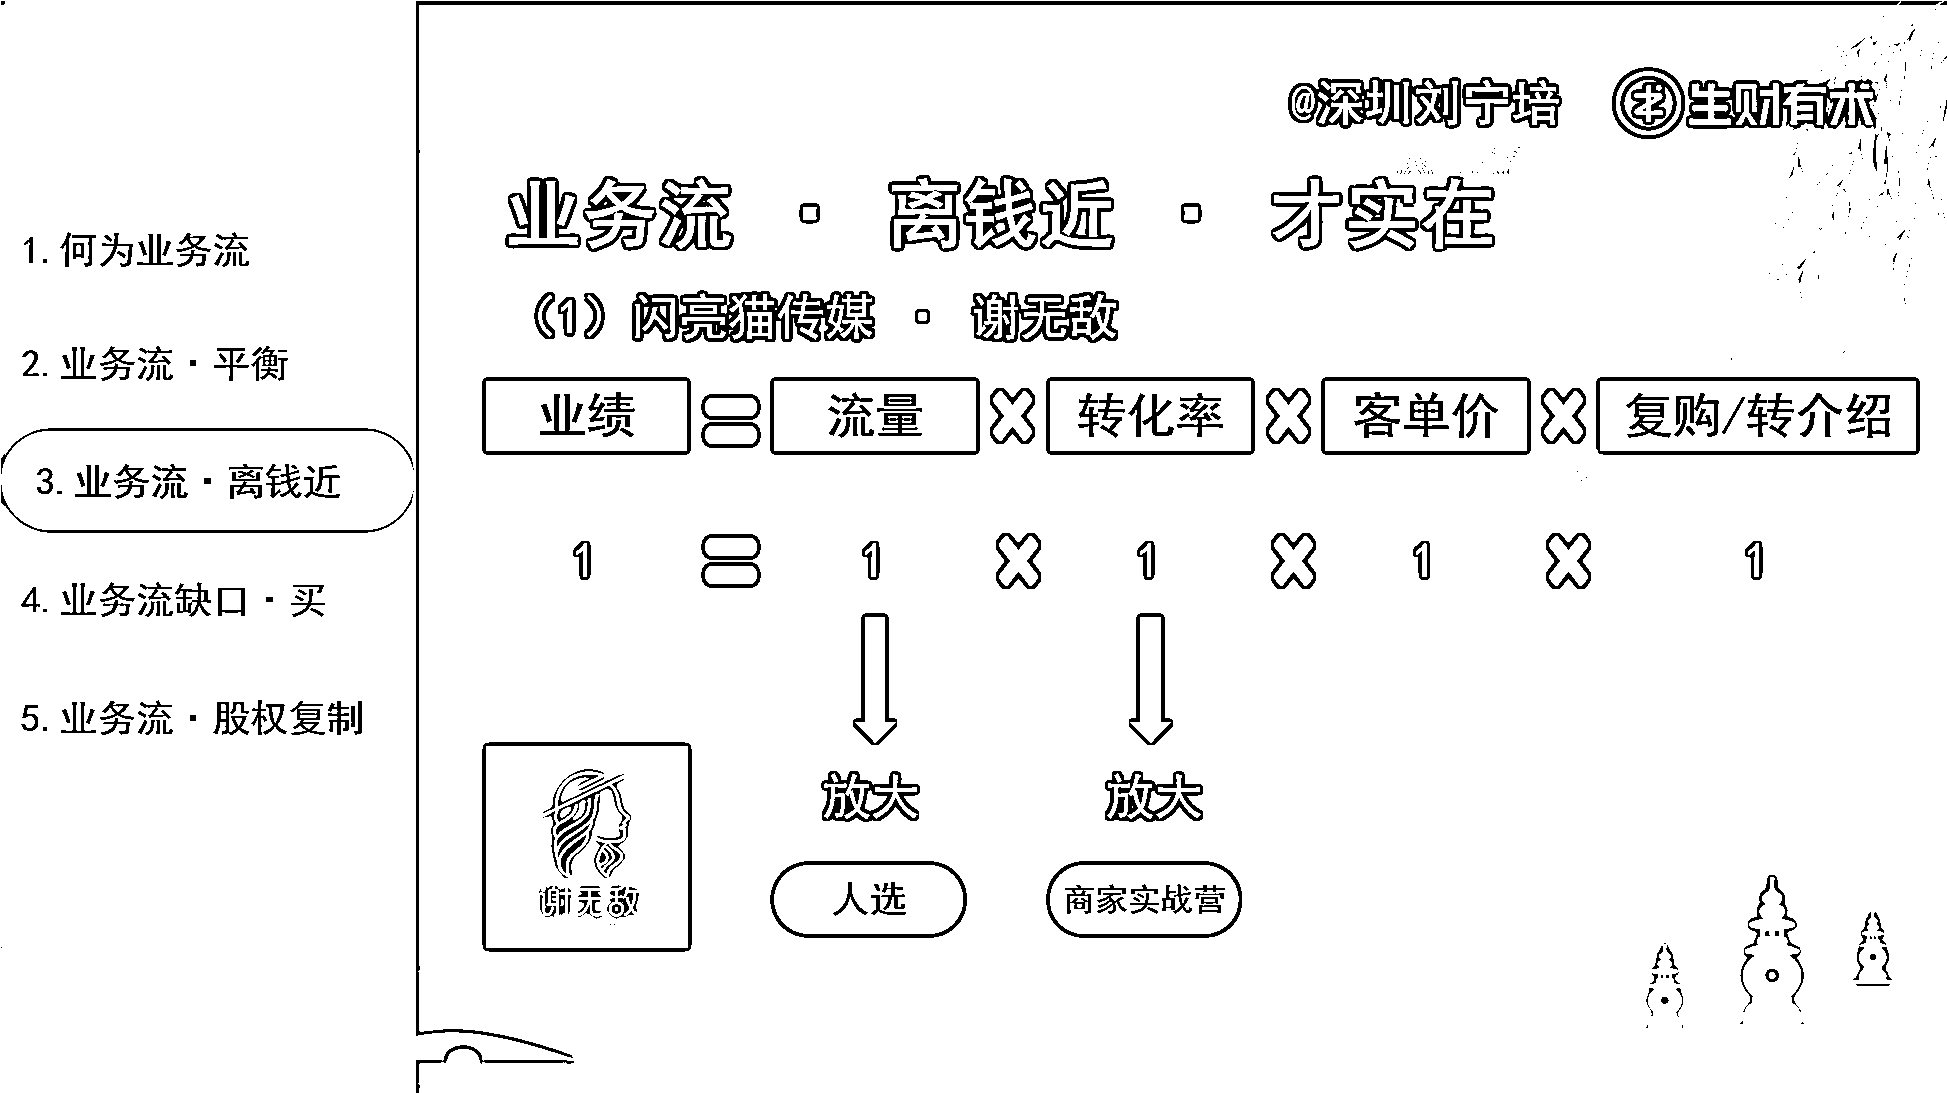 @深圳刘宁培 生财有术
业务流 · 离钱近 · 才实在
1.何为业务流
2.业务流·平衡
3.业务流·离钱近
4.业务流缺口·买
5.业务流·股权复制
（1）闪亮猫传媒 · 谢无敌
业绩 = 流量 × 转化率 × 客单价 × 复购/转介绍
1 = 1 × 1 × 1 × 1
放大 放大
谢无敌 人选 商家实战营